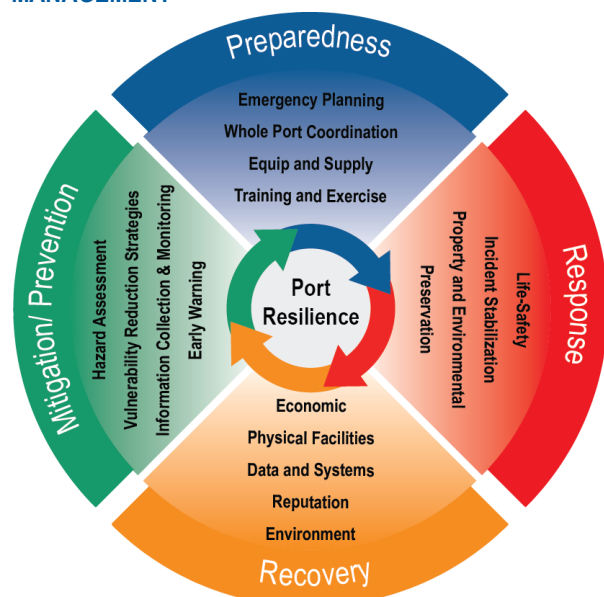 MANAGEMENT
Preparedness
Emergency Planning
Whole Port Coordination
Equip and Supply
Training and Exercise
Response
Life-Safety
Incident Stabilization
Property and Environmental
Preservation
Port
Resilience
Mitigation/ Prevention
Hazard Assessment
Vulnerability Reduction Strategies
Information Collection & Monitoring
Early Warning
Economic
Physical Facilities
Data and Systems
Reputation
Environment
Recovery